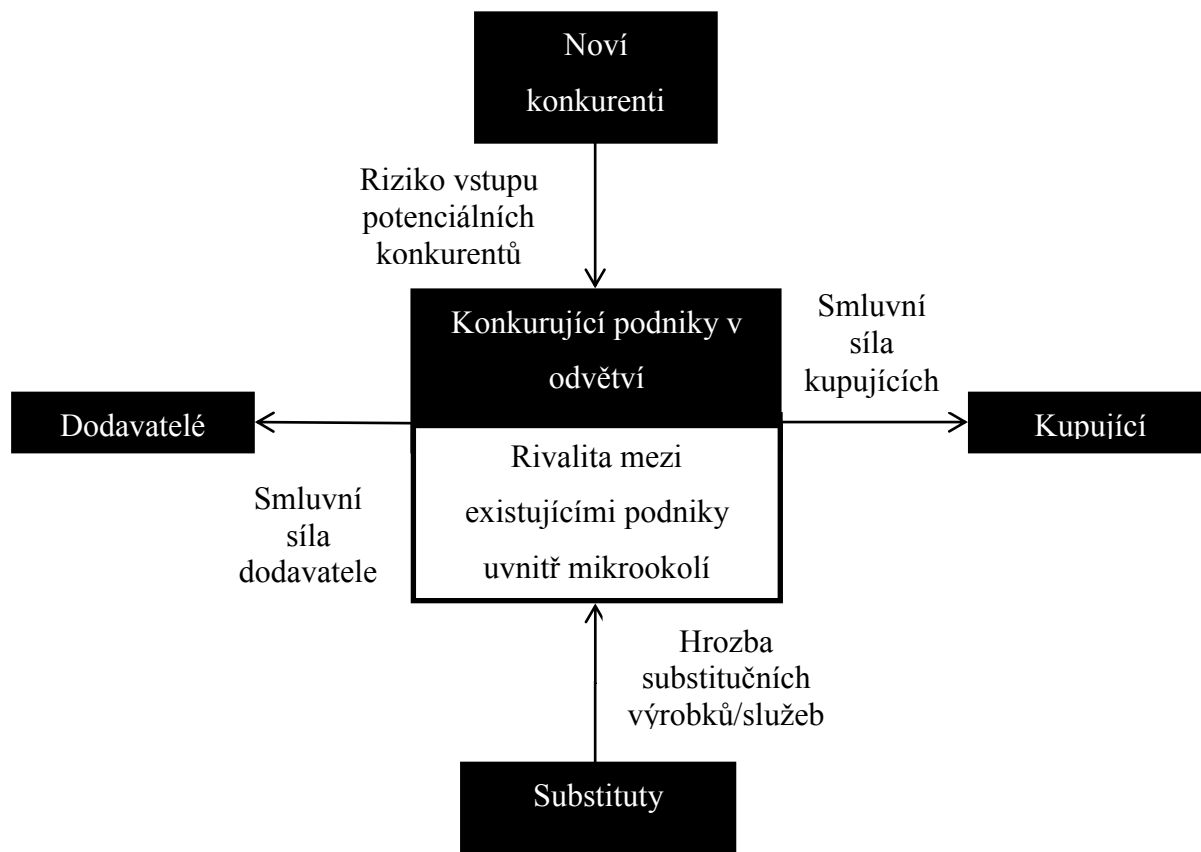 Noví
konkurenti
Riziko vstupu
potenciálních
konkurentů
Konkurující podniky v
odvětví
Smluvní
síla
kupujících
Dodavatelé
Kupující
Rivalita mezi
existujícími podniky
uvnitř mikrookolí
Smluvní
síla
dodavatele
Hrozba
substitučních
výrobků/služeb
Substituty